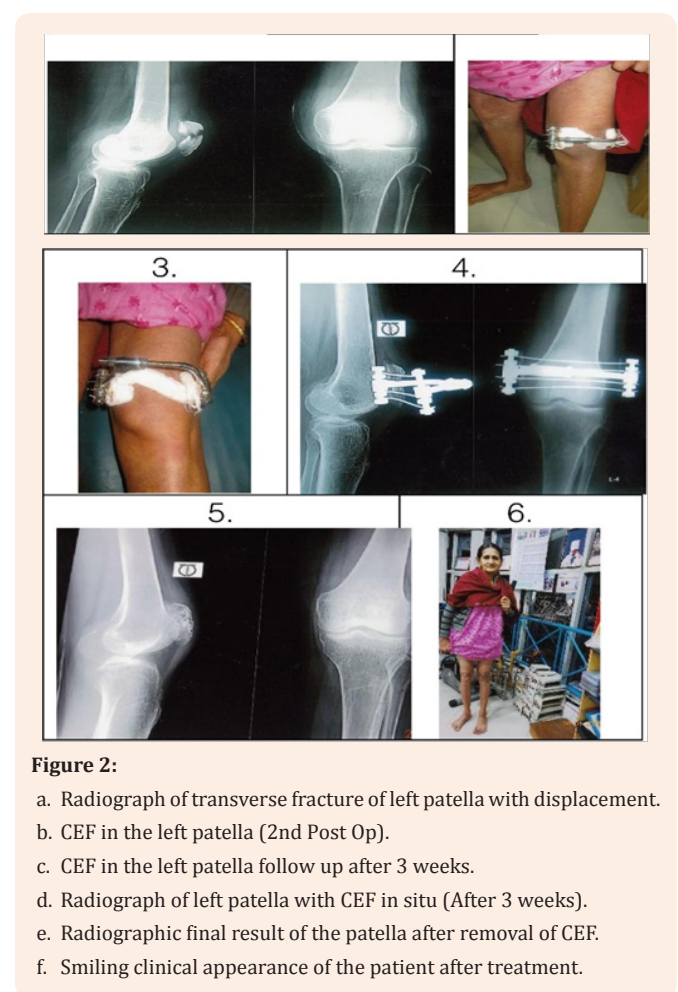 3.
4.
5.
6.
Figure 2:
a. Radiograph of transverse fracture of left patella with displacement.
b. CEF in the left patella (2nd Post Op).
c. CEF in the left patella follow up after 3 weeks.
d. Radiograph of left patella with CEF in situ (After 3 weeks).
e. Radiographic final result of the patella after removal of CEF.
f. Smiling clinical appearance of the patient after treatment.